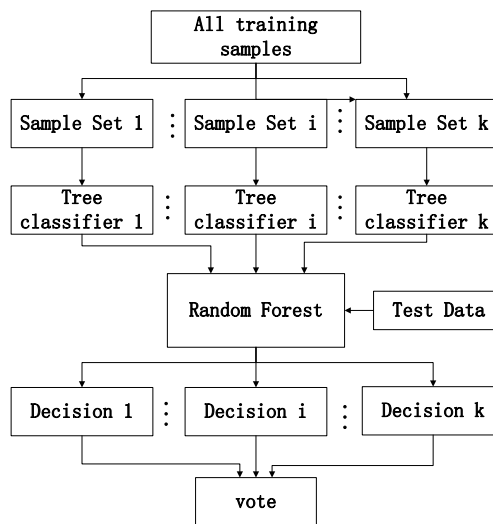 All training
samples
Sample Set 1
Sample Set i
Sample Set k
Tree
classifier 1
Tree
classifier i
Tree
classifier k
Random Forest
Test Data
Decision 1
Decision i
Decision k
vote